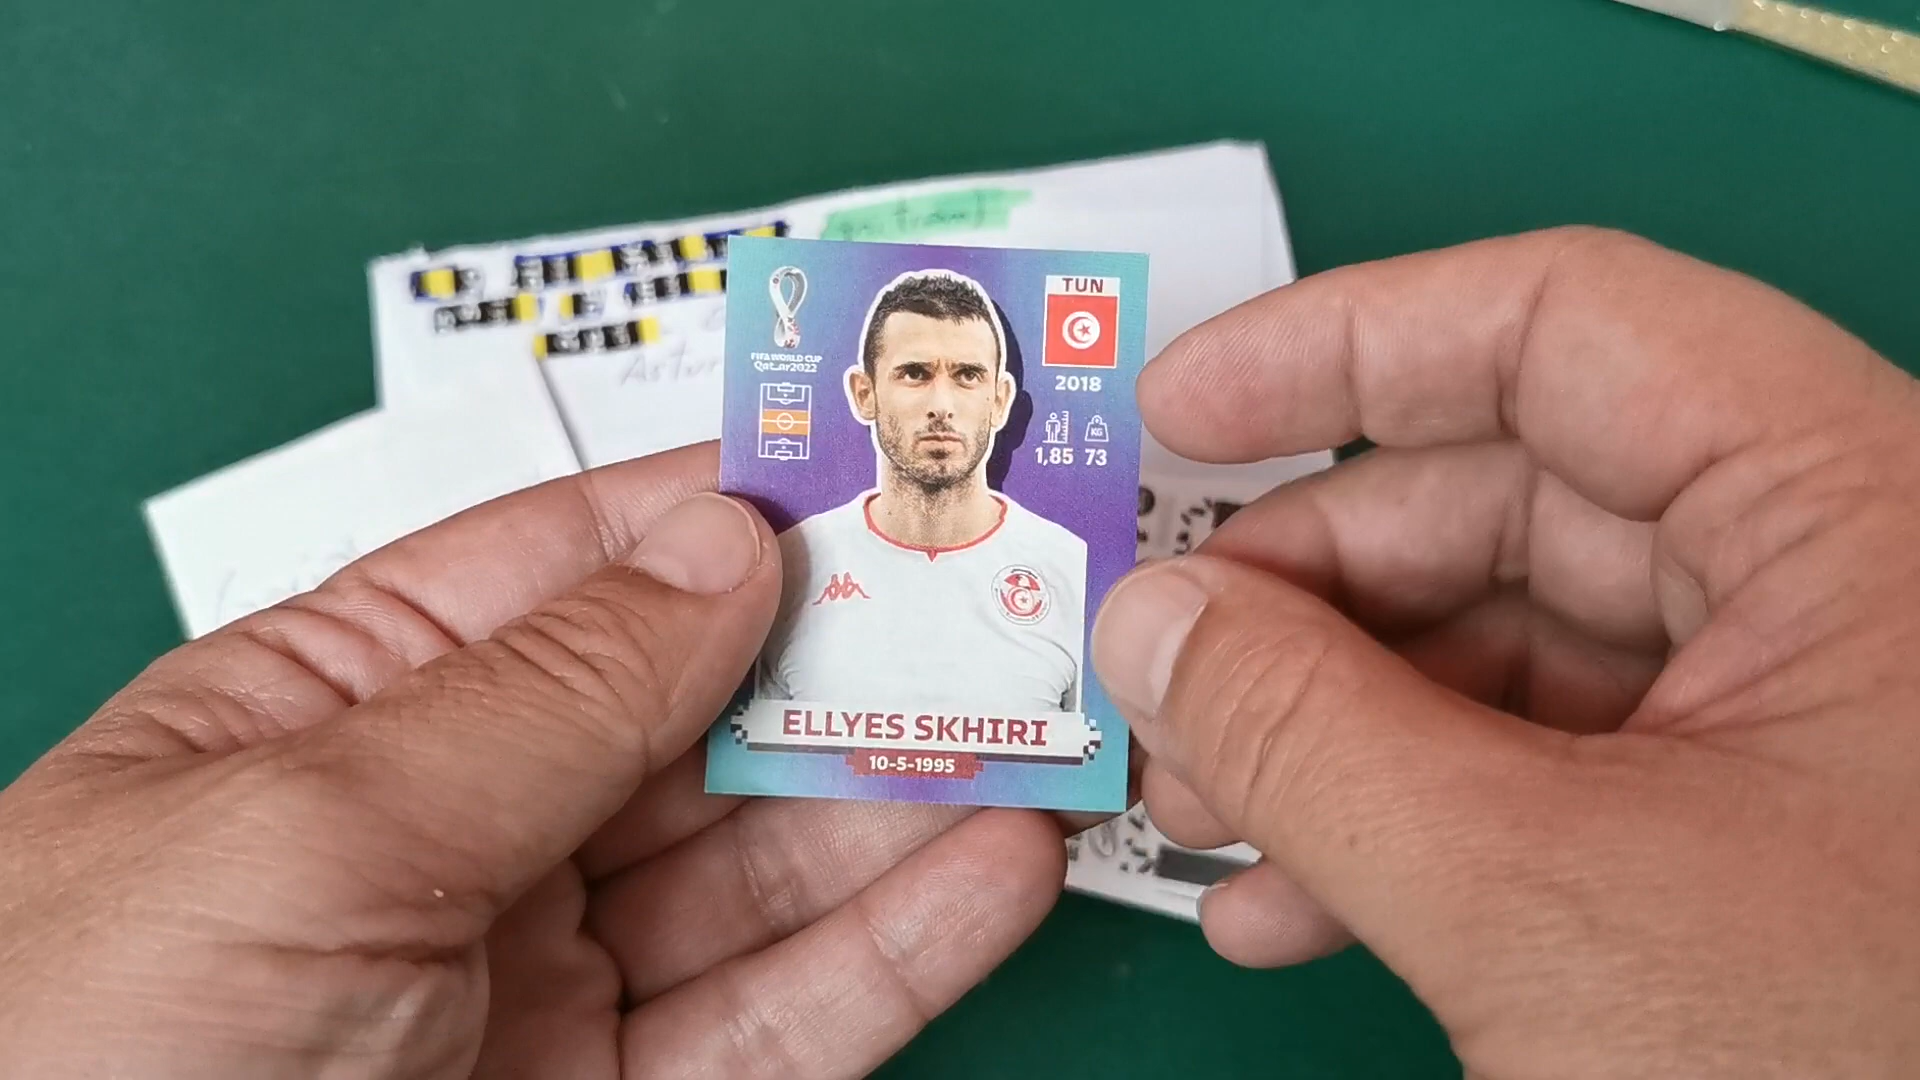 TUN
FIFA WORLD CUP
Qatar2022
2018
KG
1,85 73
ELLYES SKHIRI
10-5-1995